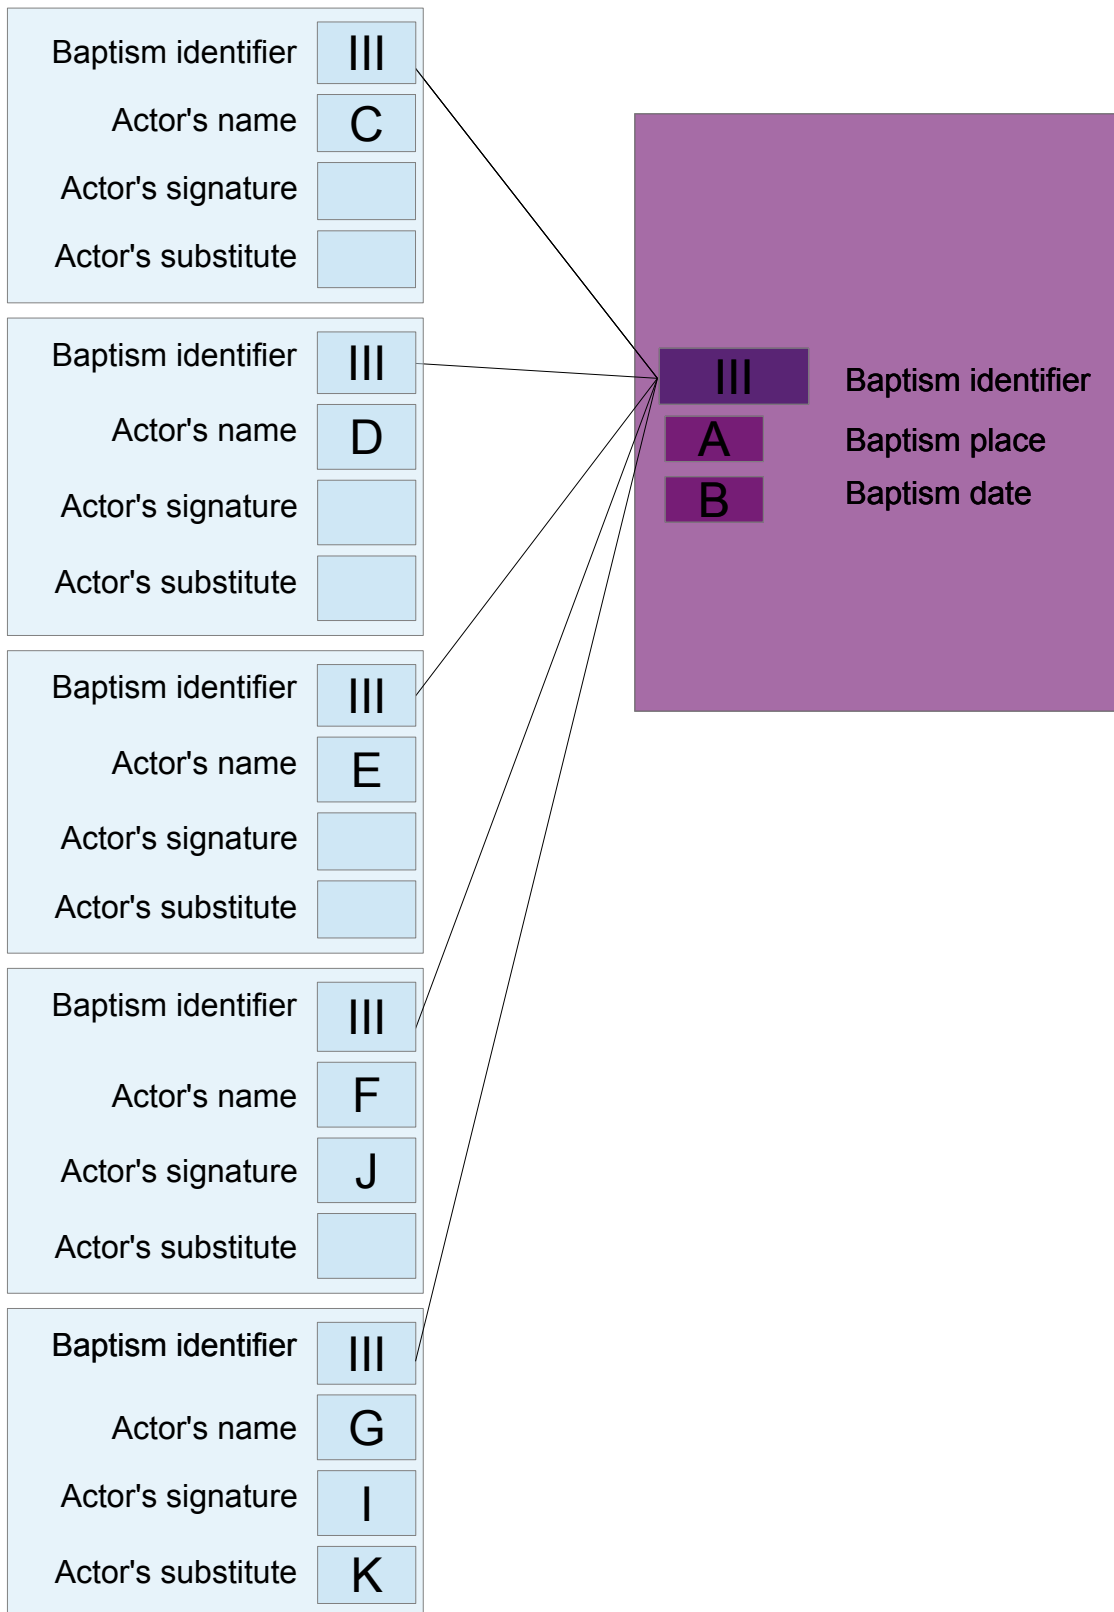 Baptism identifier III
Actor's name C
Actor's signature
Actor's substitute
Baptism identifier III
Actor's name D
Actor's signature
Actor's substitute
Baptism identifier III
Actor's name E
Actor's signature
Actor's substitute
Baptism identifier III
Actor's name F
Actor's signature J
Actor's substitute
Baptism identifier III
Actor's name G
Actor's signature I
Actor's substitute K
III Baptism identifier
A Baptism place
B Baptism date